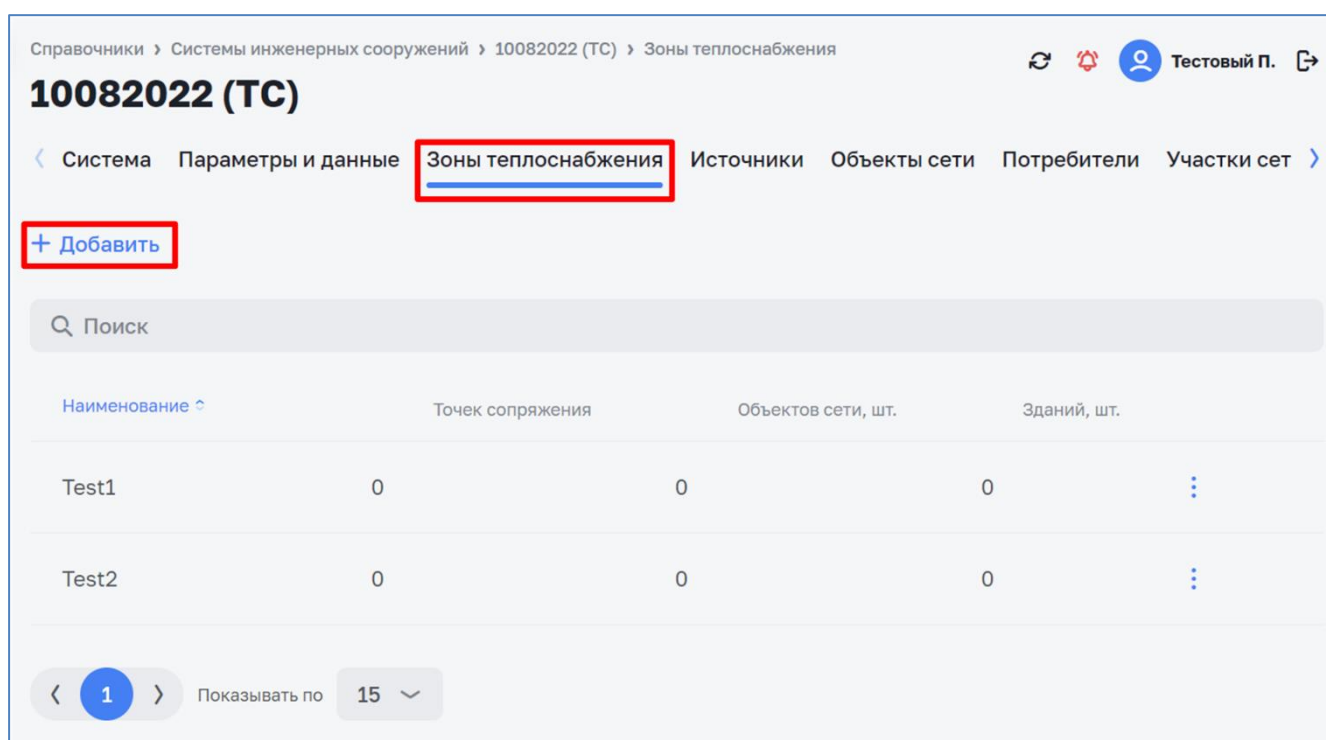 Справочники › Системы инженерных сооружений › 10082022 (ТС) › Зоны теплоснабжения
Тестовый П.
10082022 (ТС)
Система Параметры и данные Зоны теплоснабжения Источники Объекты сети Потребители Участки сет
+ Добавить
Поиск
Наименование Точек сопряжения Объектов сети, шт. Зданий, шт.
Test1 0 0 0
Test2 0 0 0
1 Показывать по 15